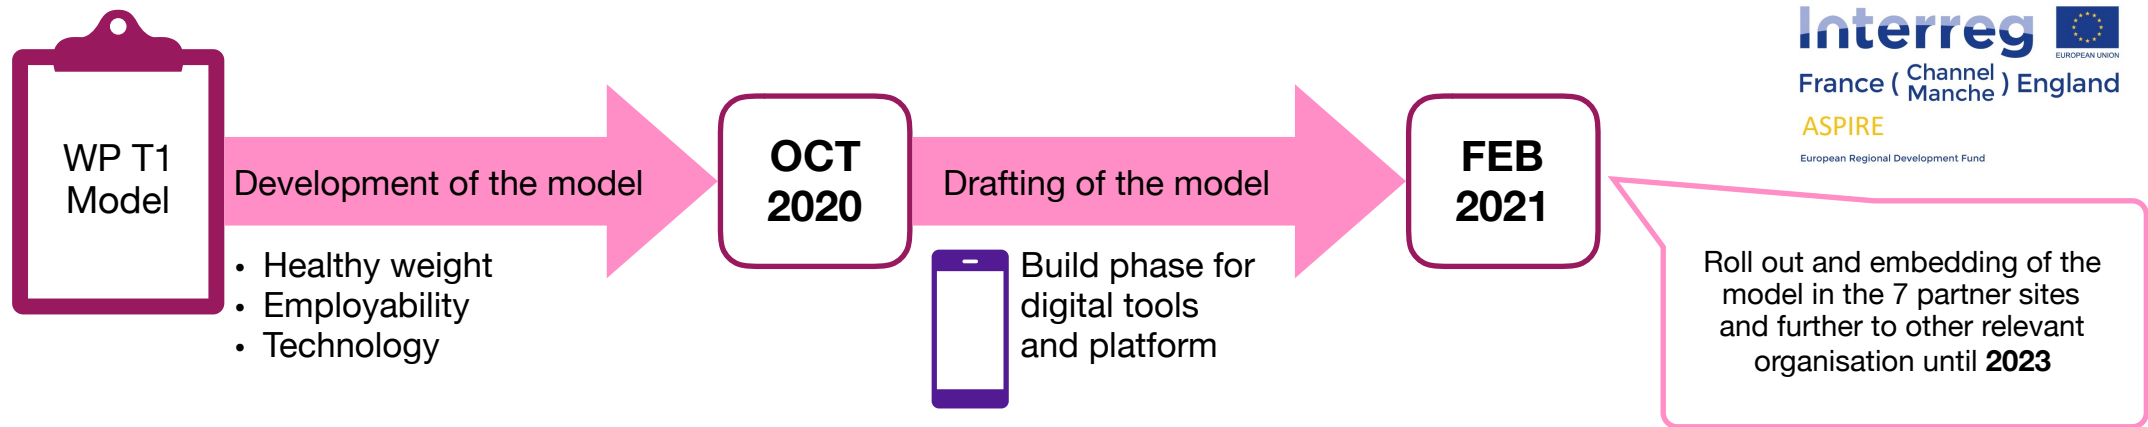 WP T1
Model
Development of the model
• Healthy weight
• Employability
• Technology
OCT
2020
Drafting of the model
Build phase for
digital tools
and platform
FEB
2021
Interreg
EUROPEAN UNION
France ( Channel Manche ) England
ASPIRE
European Regional Development Fund
Roll out and embedding of the
model in the 7 partner sites
and further to other relevant
organisation until 2023